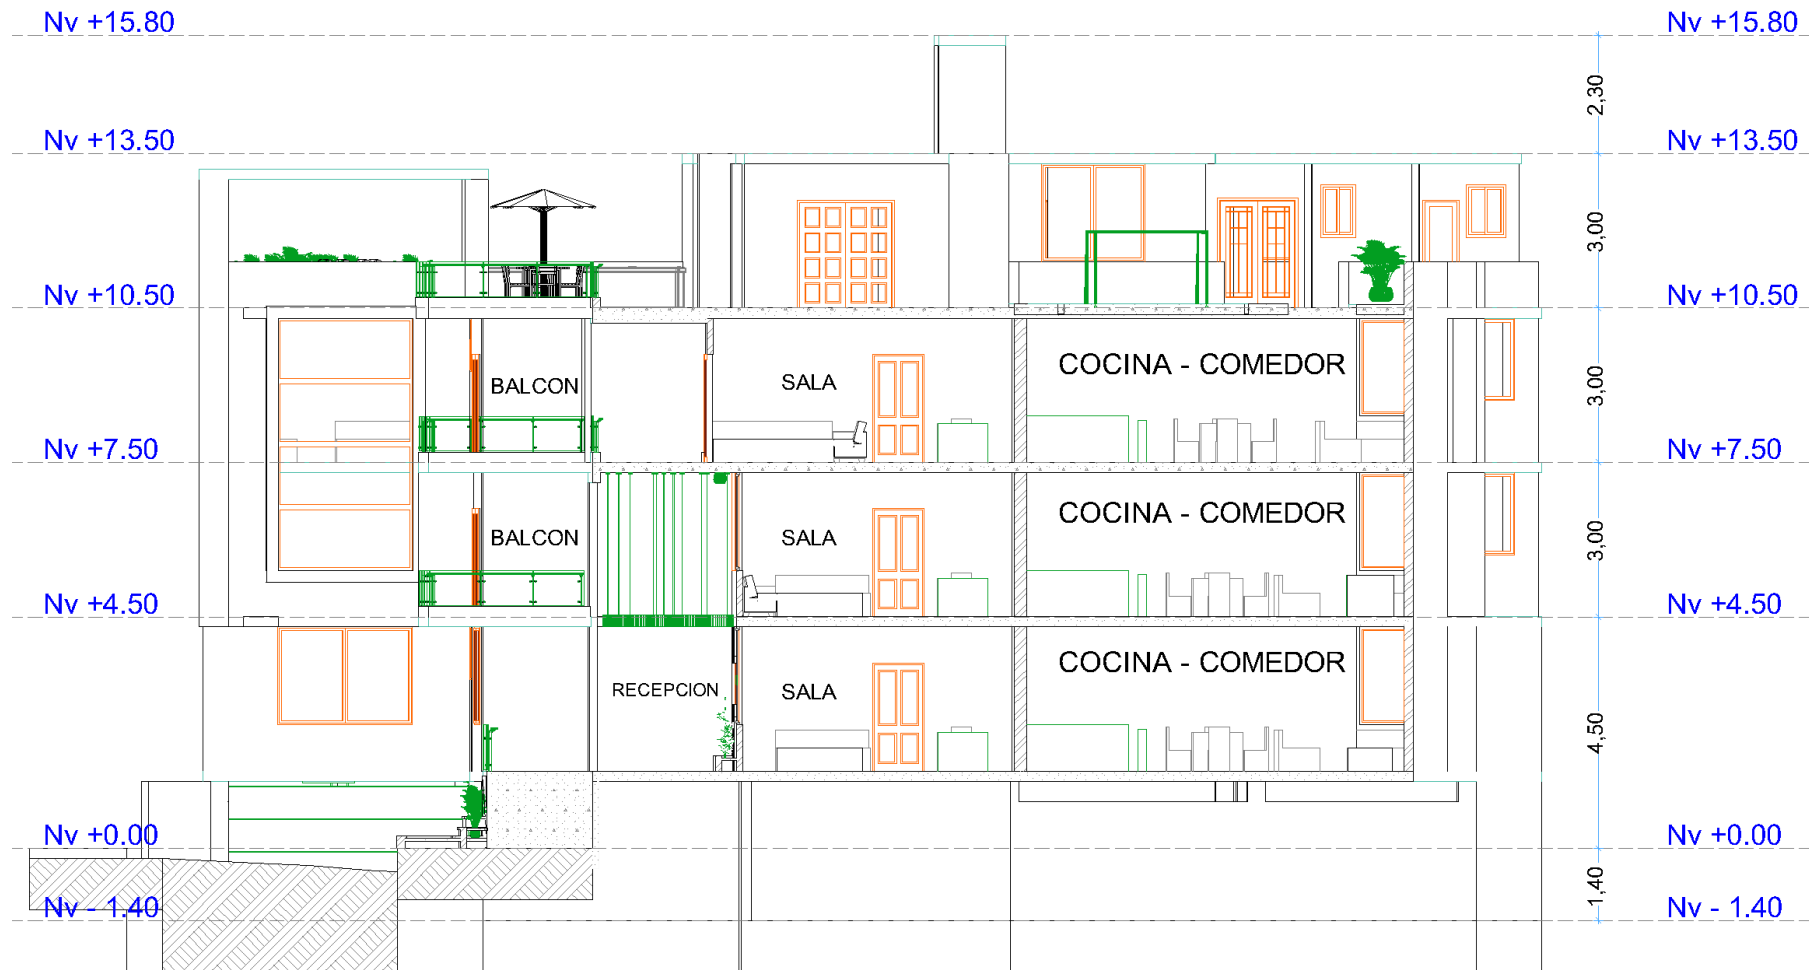 Nv +15.80 Nv +15.80
2,30
Nv +13.50 Nv +13.50
3,00
Nv +10.50 Nv +10.50
COCINA - COMEDOR
BALCON SALA 3,00
Nv +7.50 Nv +7.50
COCINA - COMEDOR
BALCON SALA 3,00
Nv +4.50 Nv +4.50
COCINA - COMEDOR
RECEPCION SALA
4,50
Nv +0.00 Nv +0.00
1,40
Nv - 1.40 Nv - 1.40